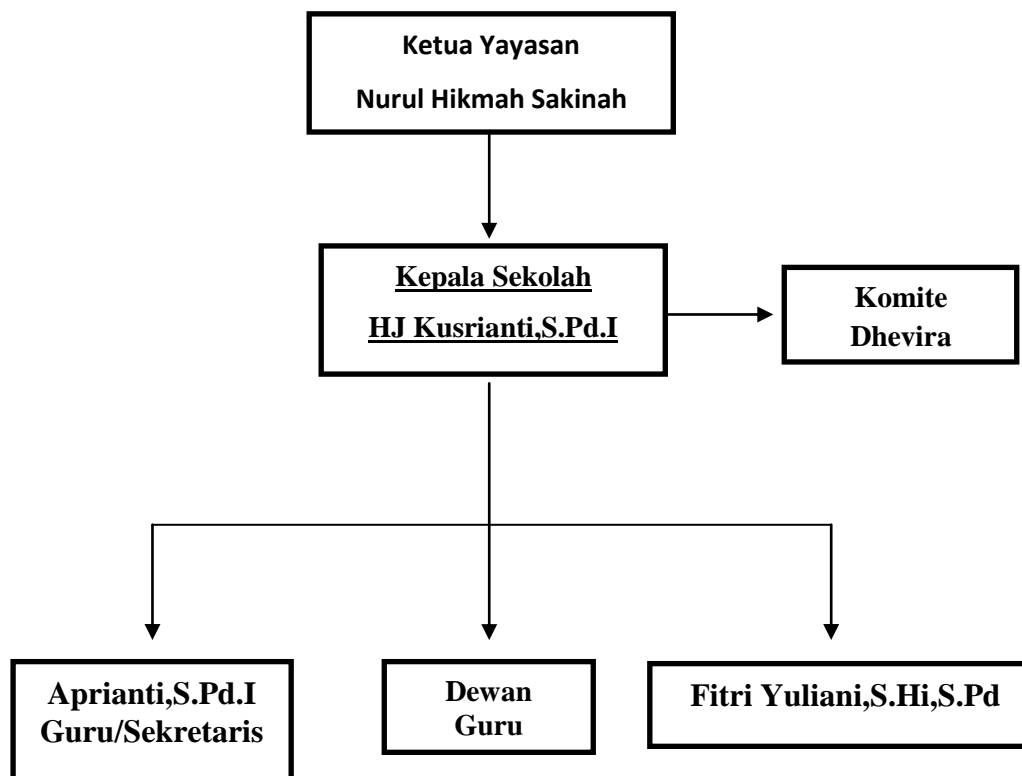 Ketua Yayasan
Nurul Hikmah Sakinah
Kepala Sekolah
HJ Kusrianti,S.Pd.I
Komite
Dhevira
Aprianti,S.Pd.I
Guru/Sekretaris
Dewan
Guru
Fitri Yuliani,S.Hi,S.Pd